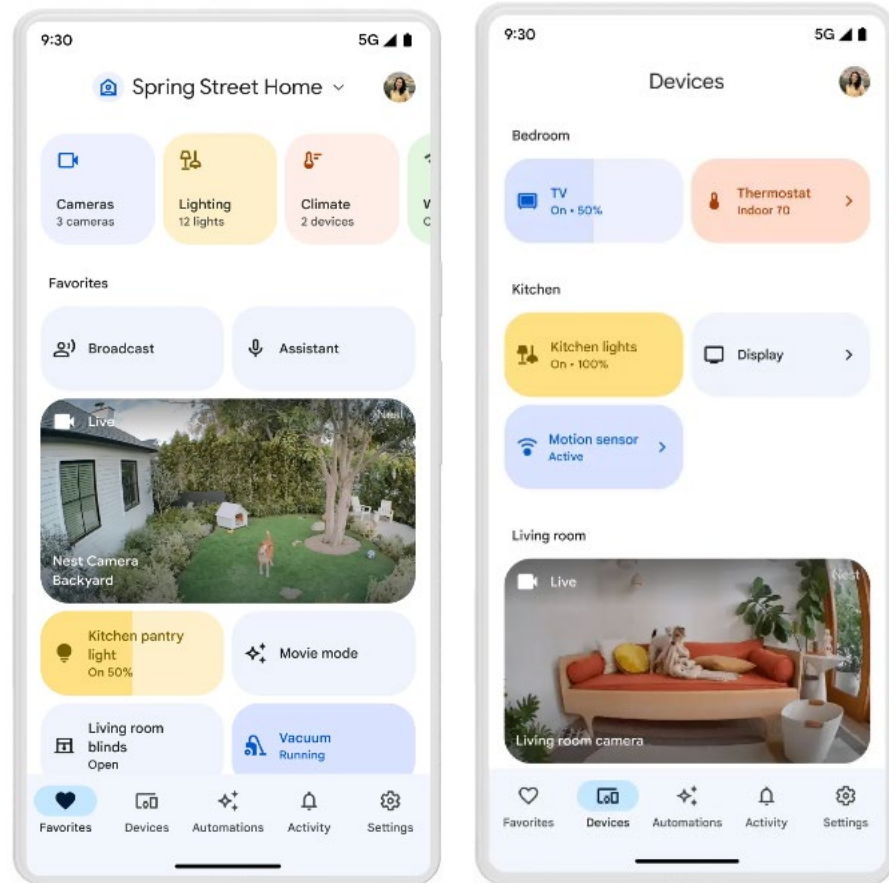 9:30
5G
Spring Street Home
Cameras
3 cameras
Lighting
12 lights
Climate
2 devices
Favorites
Broadcast
Assistant
Live
Nest
Nest Camera
Backyard
Kitchen pantry
light
On 50%
Movie mode
Living room
blinds
Open
Vacuum
Running
Favorites
Devices
Automations
Activity
Settings
9:30
5G
Devices
Bedroom
TV
On • 50%
Thermostat
Indoor 70
Kitchen
Kitchen lights
On • 100%
Display
Motion sensor
Active
Living room
Live
Nest
Living room camera
Favorites
Devices
Automations
Activity
Settings